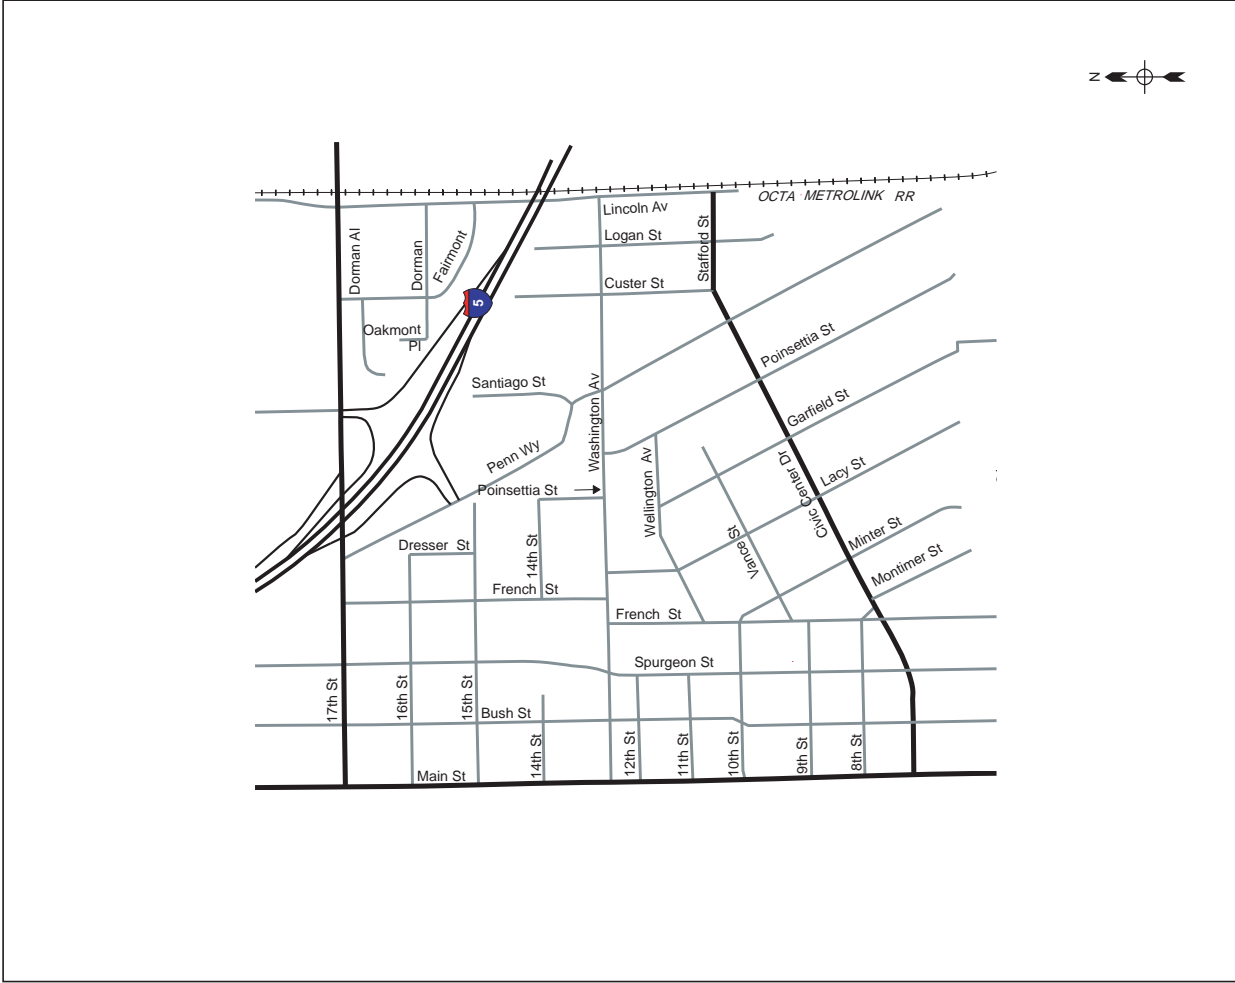 N
OCTA METROLINK RR
Lincoln Av
Logan St
Stafford St
Dorman Al
Dorman
Fairmont
Custer St
5
Oakmont
Pl
Poinsettia St
Santiago St
Washington Av
Garfield St
Penn Wy
Wellington Av
Civic Center Dr
Lacy St
Poinsettia St
Vance St
Minter St
Dresser St
14th St
Montimer St
French St
French St
Spurgeon St
17th St
16th St
15th St
Bush St
14th St
12th St
11th St
10th St
9th St
8th St
Main St